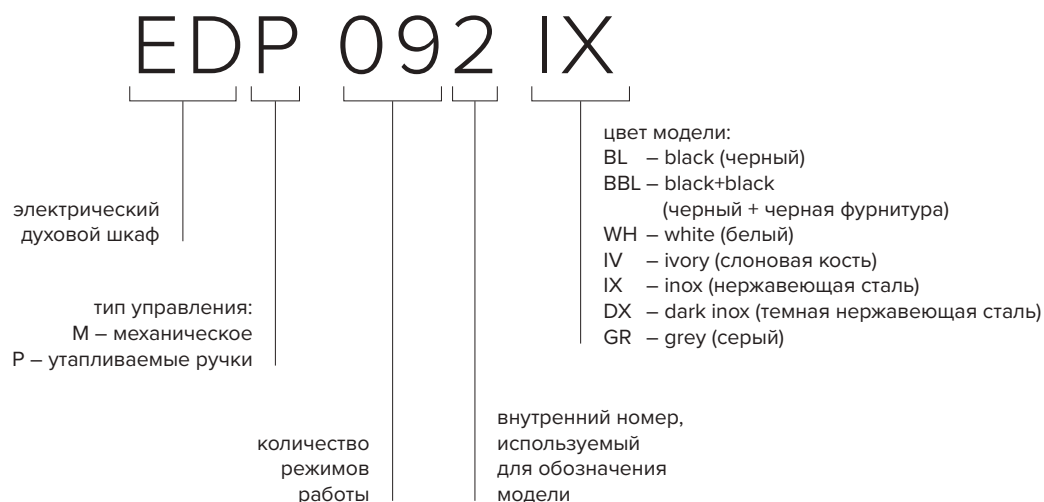 EDP 092 IX
электрический
духовой шкаф
тип управления:
М – механическое
Р – утапливаемые ручки
количество
режимов
работы
внутренний номер,
используемый
для обозначения
модели
цвет модели:
BL – black (черный)
BBL – black+black
(черный + черная фурнитура)
WH – white (белый)
IV – ivory (слоновая кость)
IX – inox (нержавеющая сталь)
DX – dark inox (темная нержавеющая сталь)
GR – grey (серый)